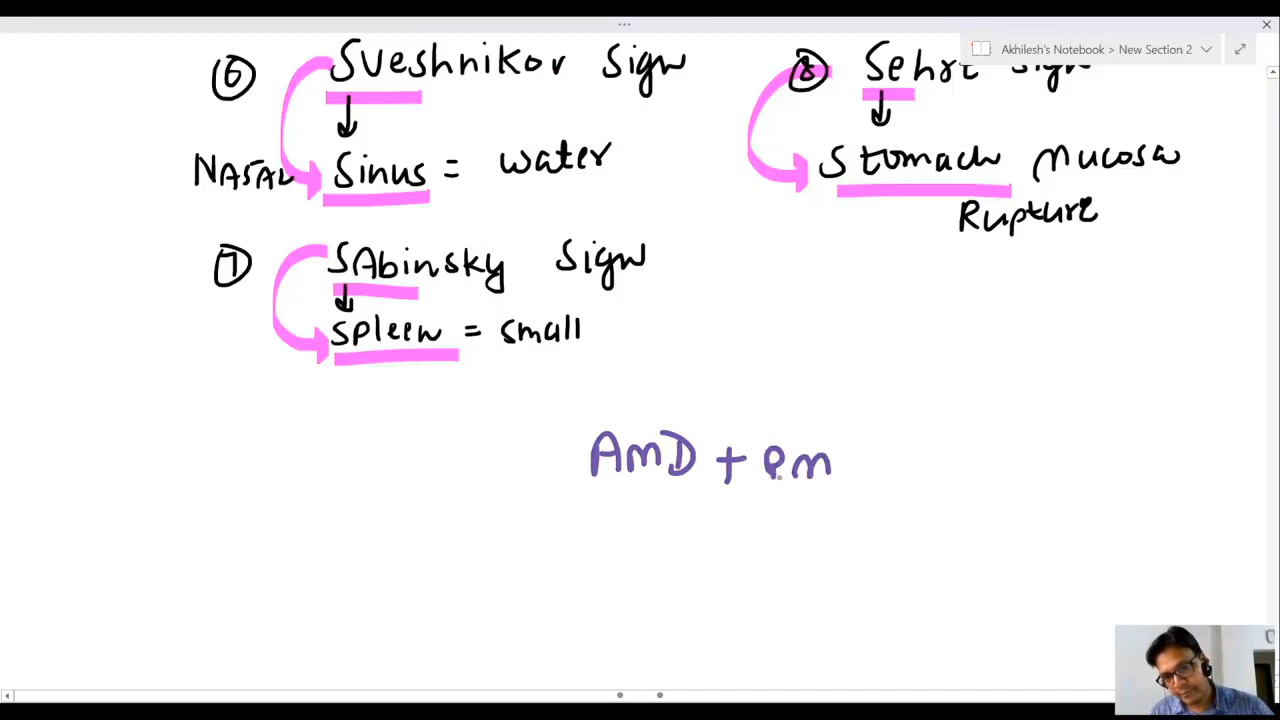 Akhilesh's Notebook > New Section 2
6 Sveshnikov Sign
NASAL Sinus = water
7 SAbinsky Sign
Spleen = small
8 Sehrt Sign
Stomach Mucosa
Rupture
AmD + Pm